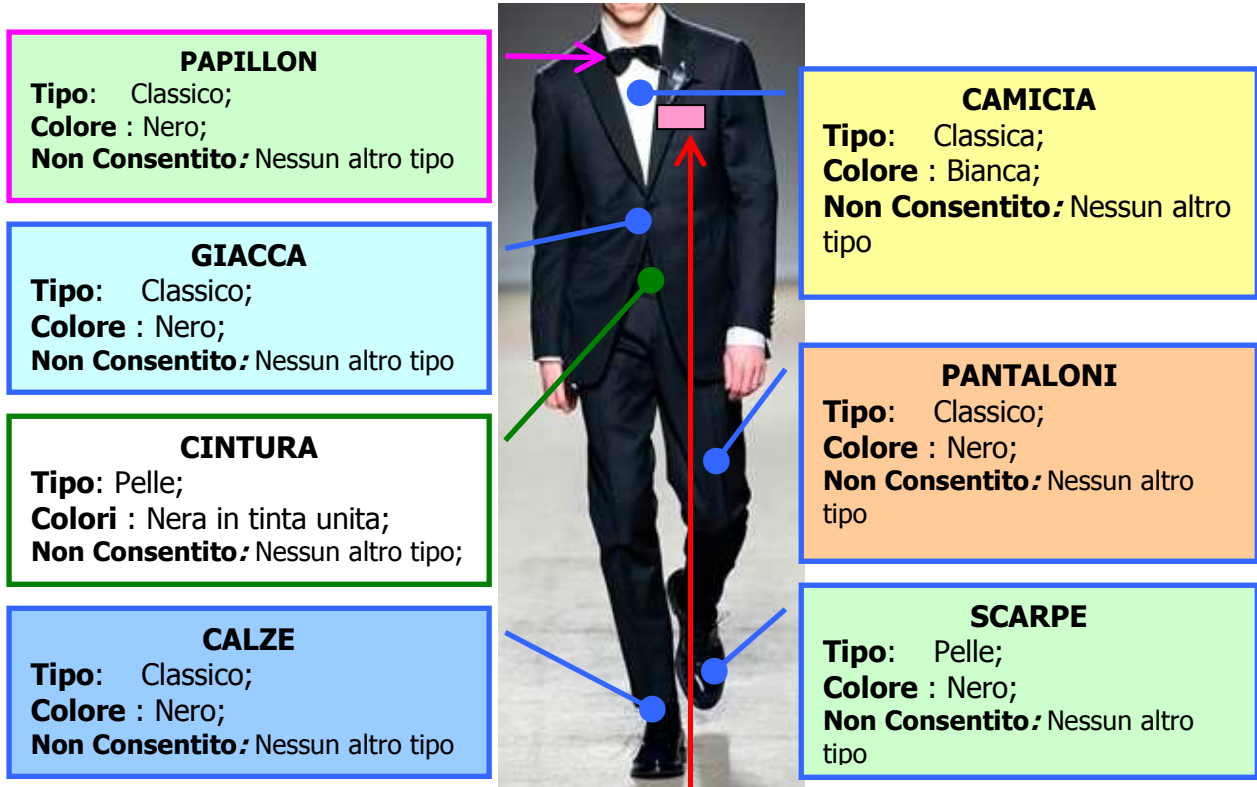 PAPILLON
Tipo: Classico;
Colore : Nero;
Non Consentito: Nessun altro tipo
GIACCA
Tipo: Classico;
Colore : Nero;
Non Consentito: Nessun altro tipo
CINTURA
Tipo: Pelle;
Colori : Nera in tinta unita;
Non Consentito: Nessun altro tipo;
CALZE
Tipo: Classico;
Colore : Nero;
Non Consentito: Nessun altro tipo
CAMICIA
Tipo: Classica;
Colore : Bianca;
Non Consentito: Nessun altro
tipo
PANTALONI
Tipo: Classico;
Colore : Nero;
Non Consentito: Nessun altro
tipo
SCARPE
Tipo: Pelle;
Colore : Nero;
Non Consentito: Nessun altro
tipo